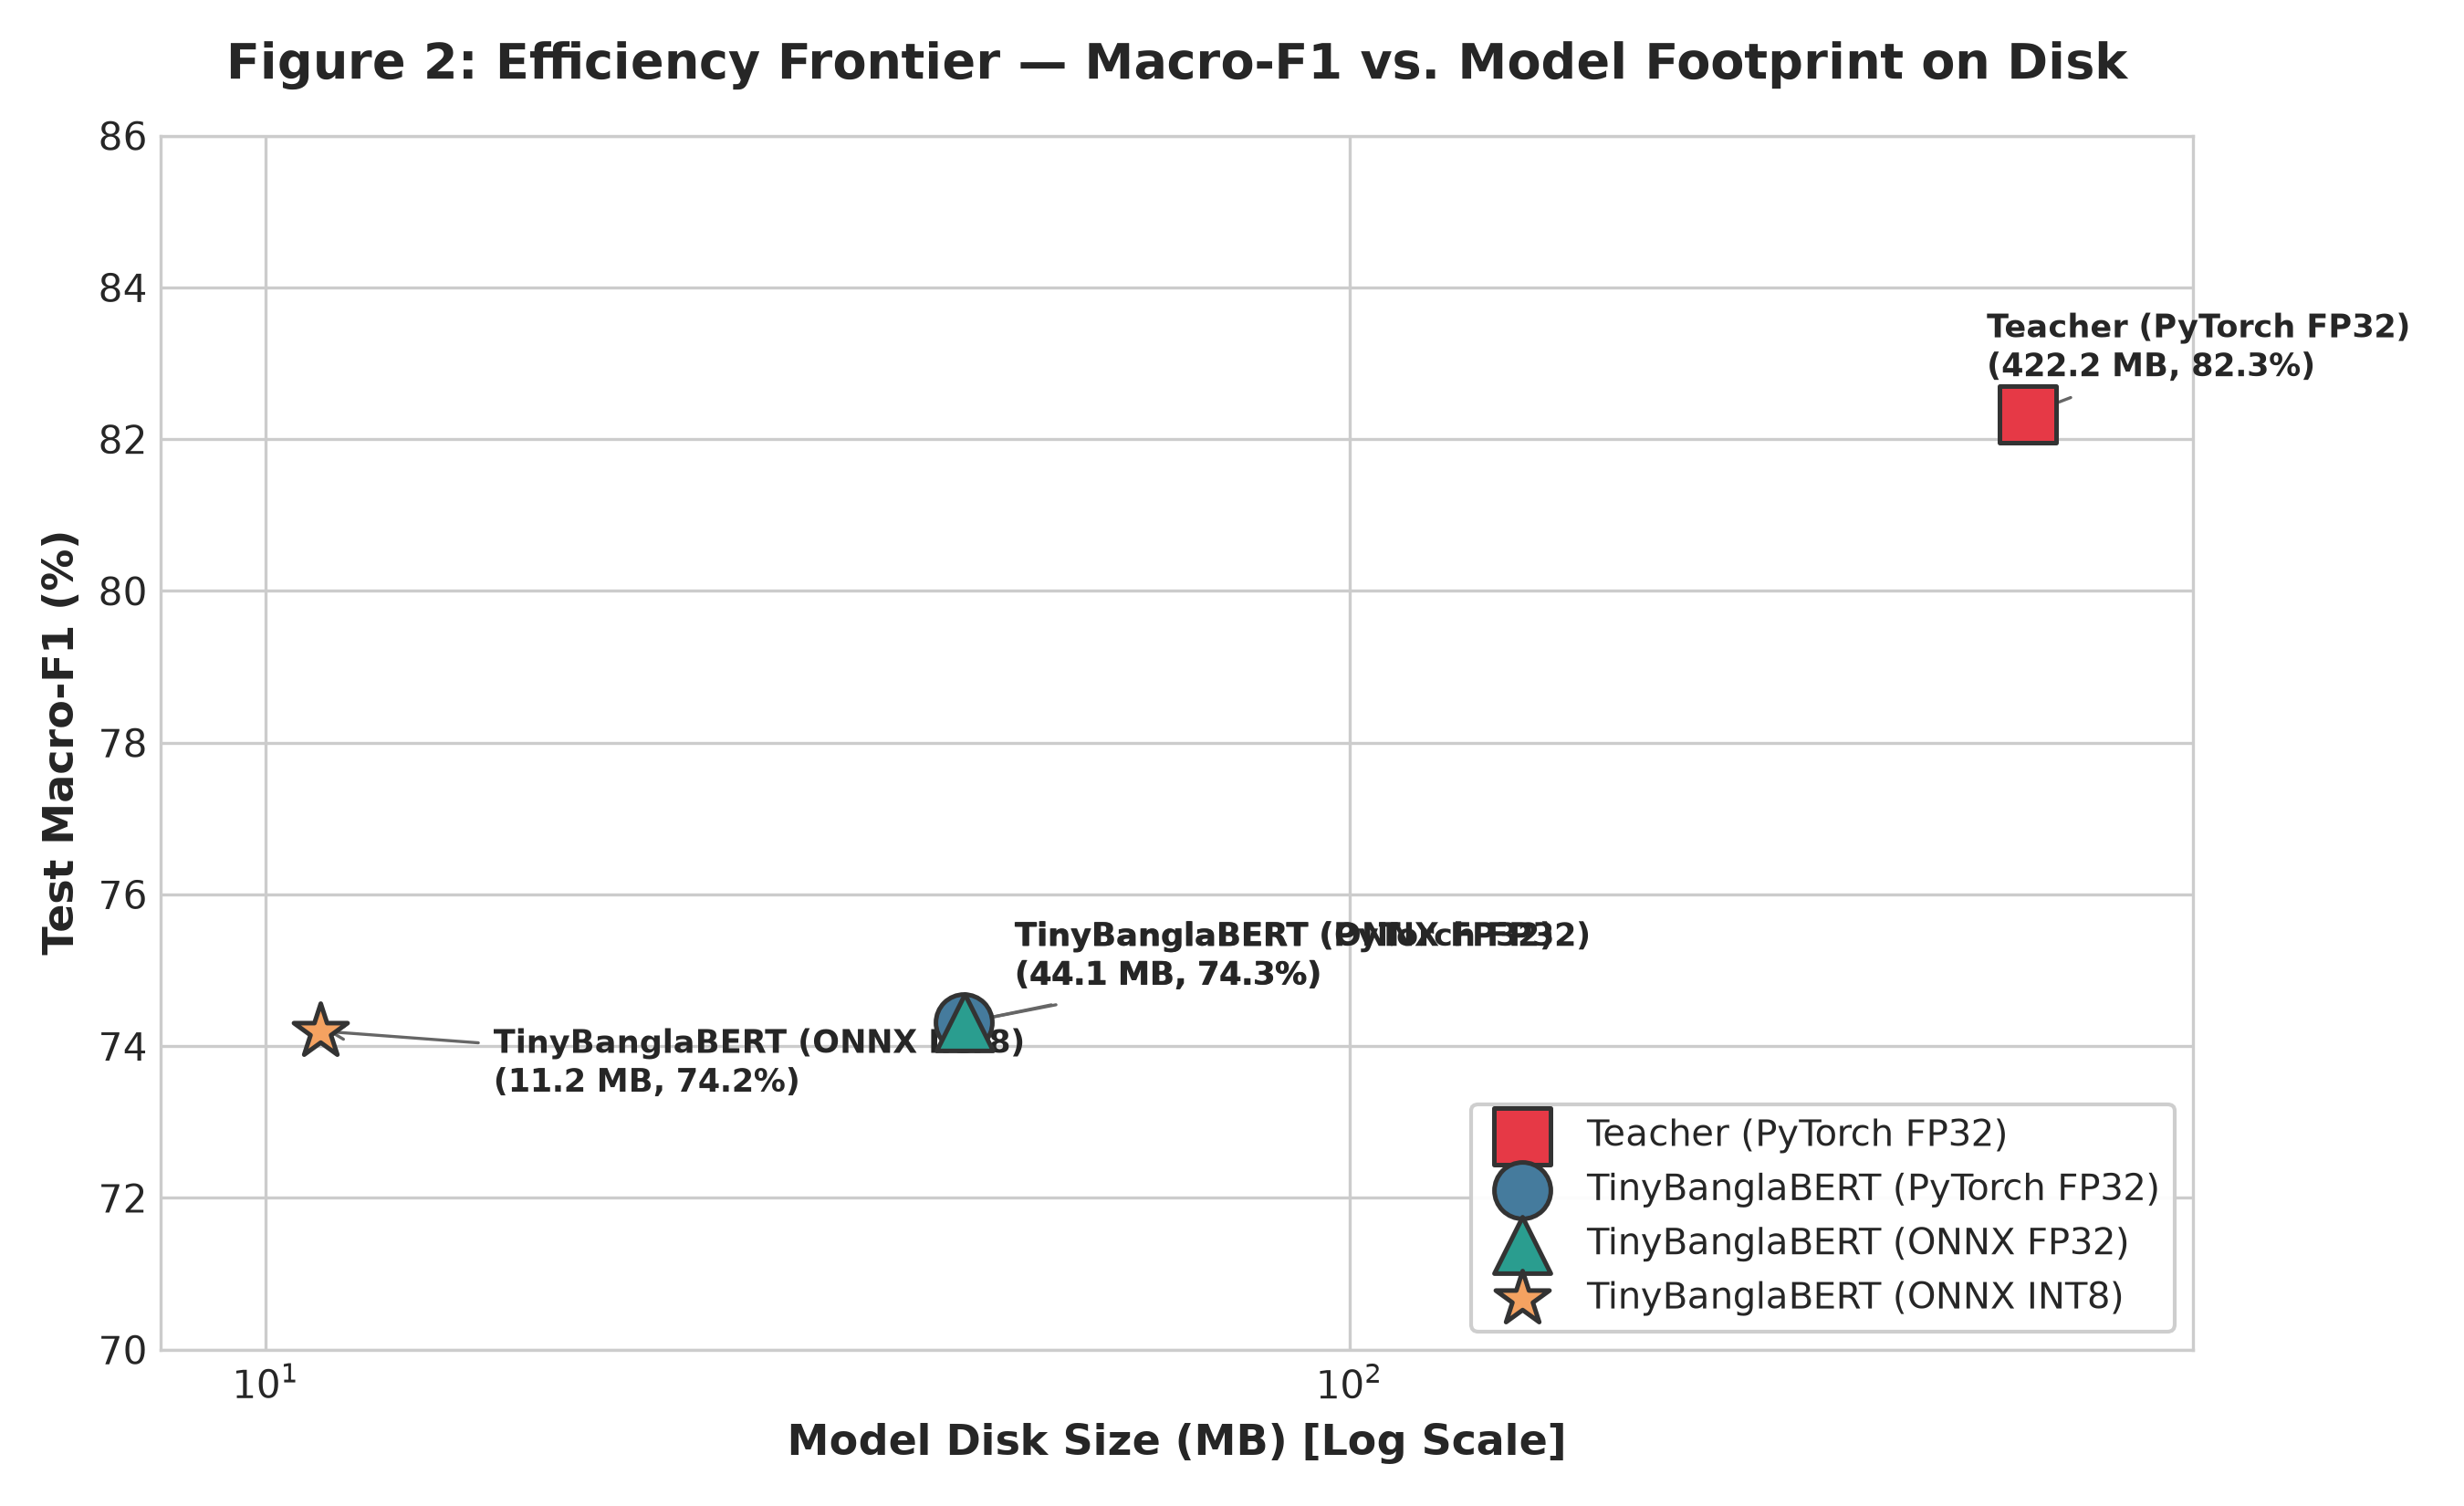 Figure 2: Efficiency Frontier — Macro-F1 vs. Model Footprint on Disk
86
84
82
80
78
76
74
72
70
Test Macro-F1 (%)
Teacher (PyTorch FP32)
(422.2 MB, 82.3%)
TinyBanglaBERT
(44.1 MB, 74.3%)
TinyBanglaBERT (ONNX
(11.2 MB, 74.2%)
Teacher (PyTorch FP32)
TinyBanglaBERT (PyTorch FP32)
TinyBanglaBERT (ONNX FP32)
TinyBanglaBERT (ONNX INT8)
10¹
10²
Model Disk Size (MB) [Log Scale]